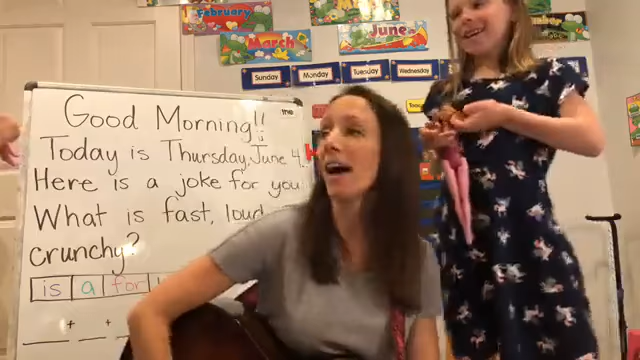 February
March
June
Sunday Monday Tuesday Wednesday
Good Morning!!
Today is Thursday, June 4
Here is a joke for you
What is fast, loud
crunchy?
is a for
+ +